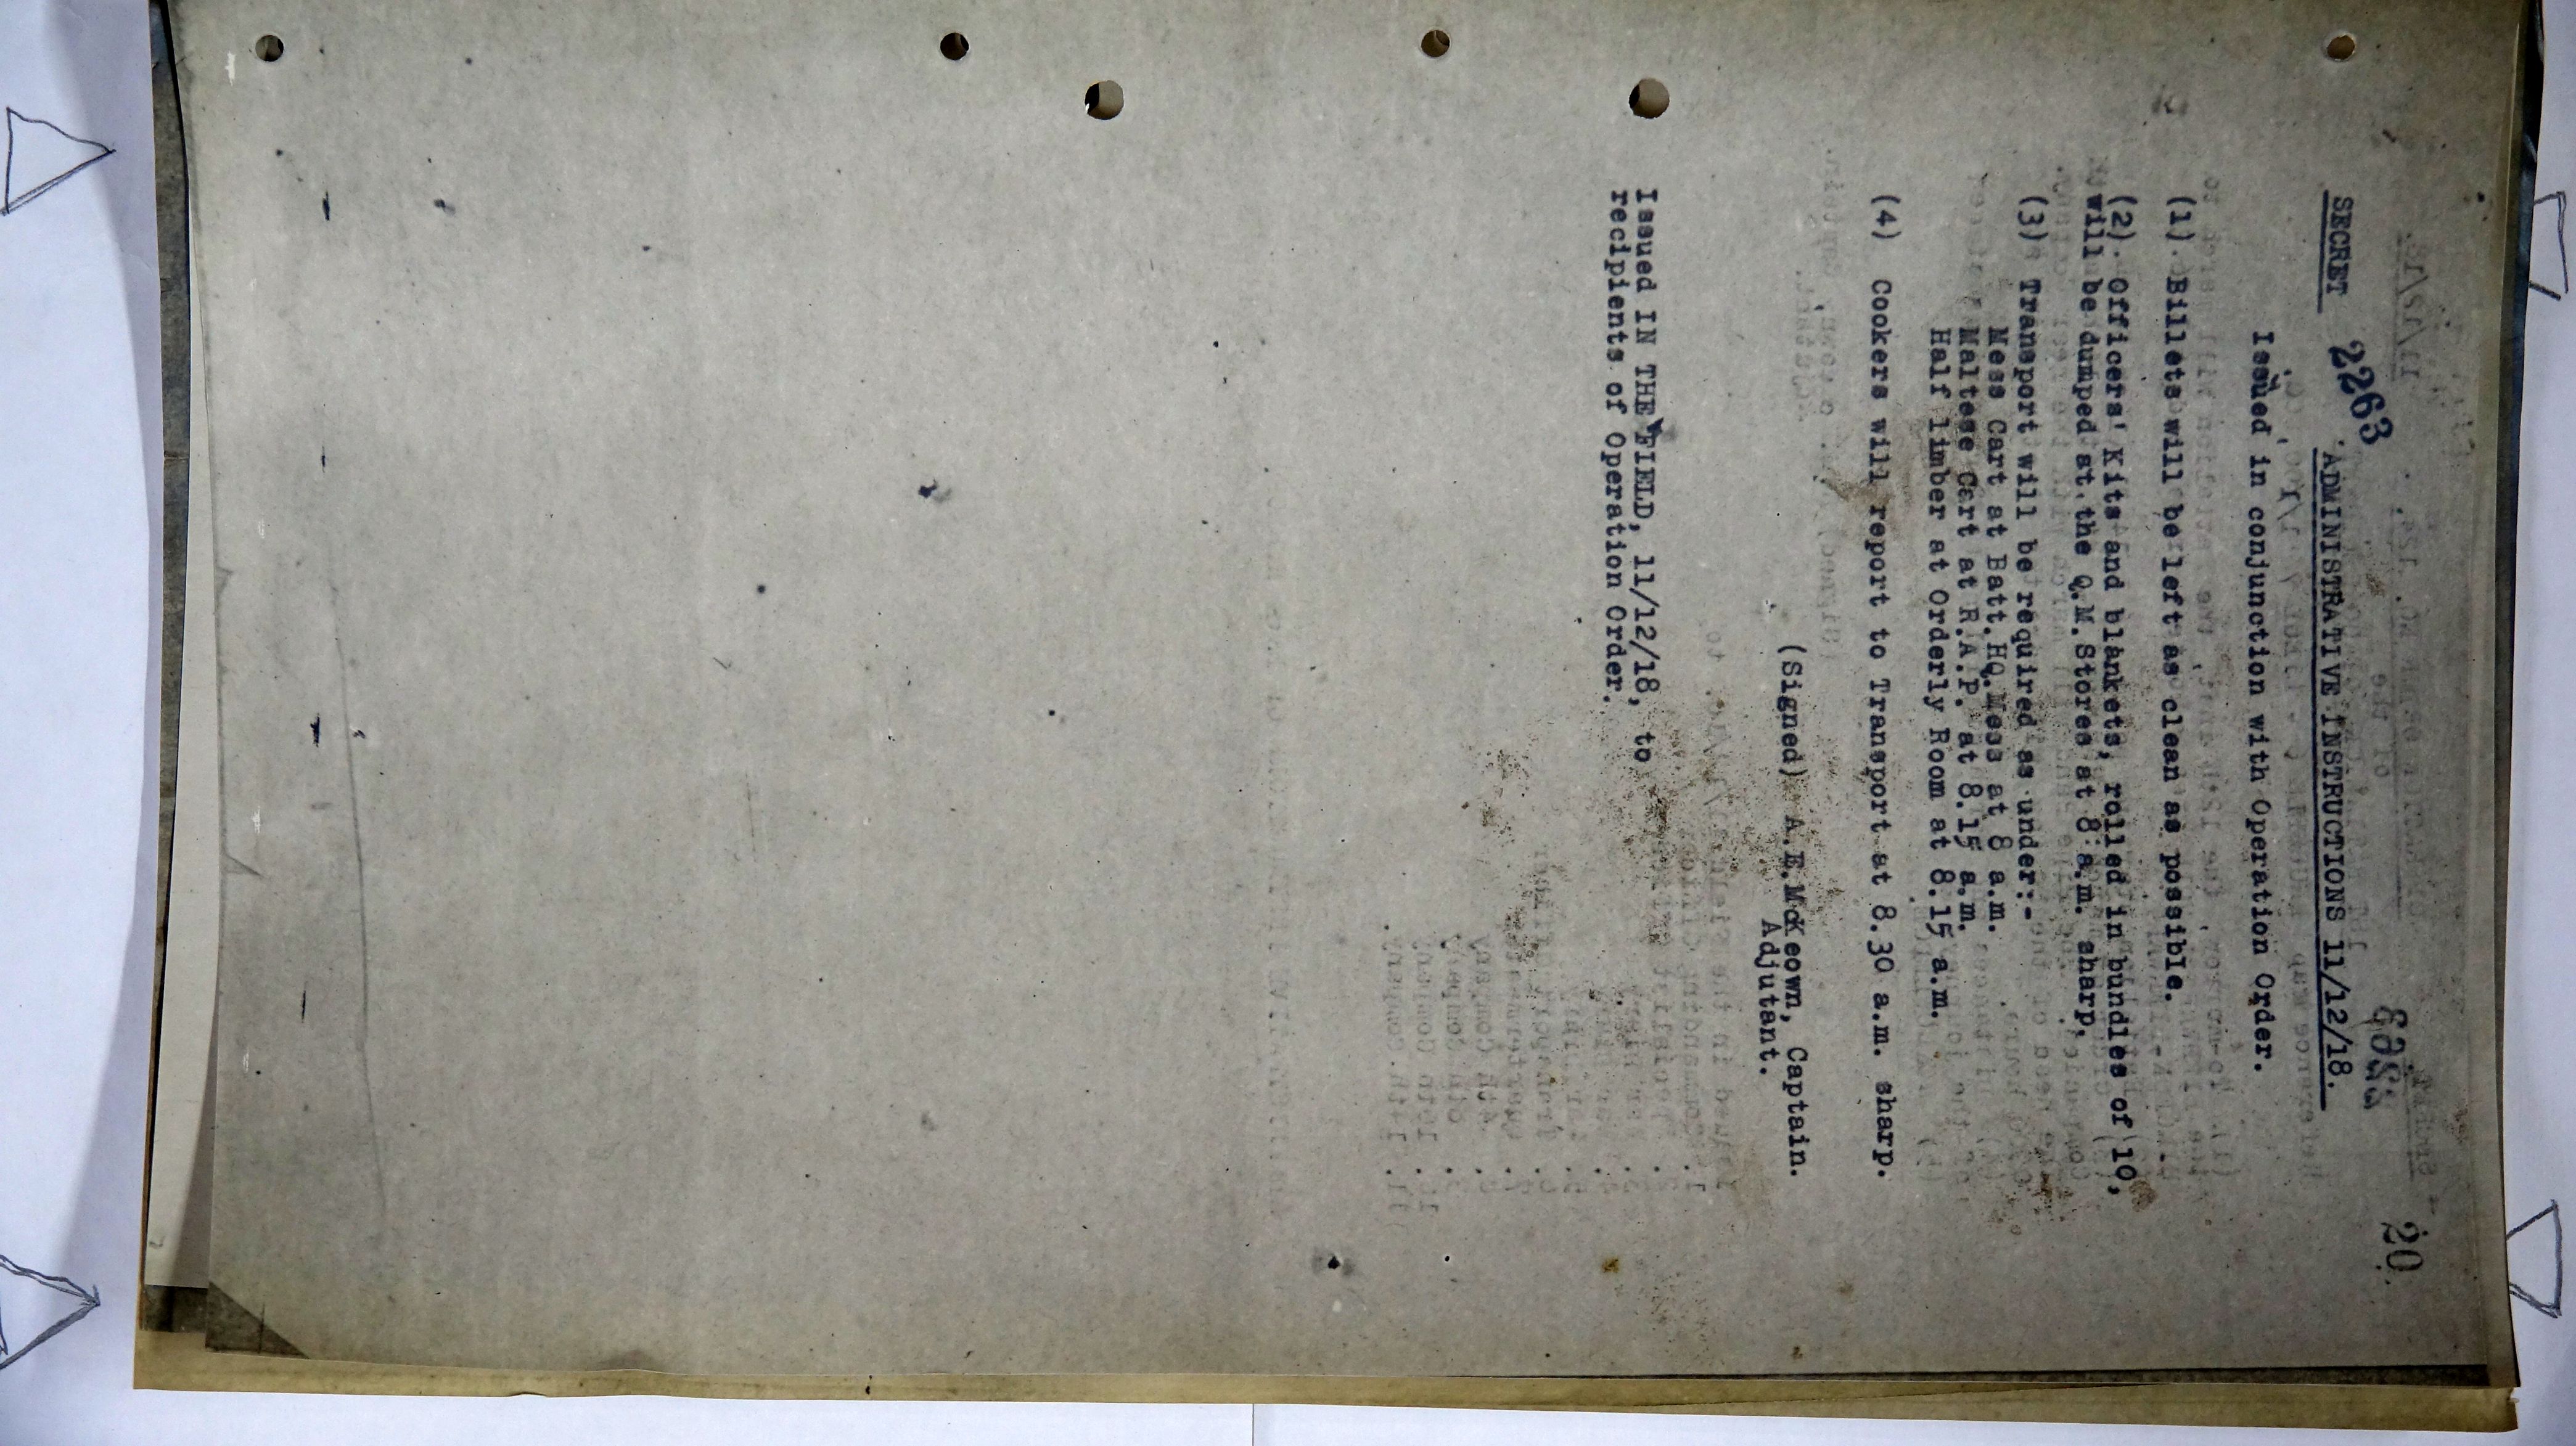 20
SECRET 2263
ADMINISTRATIVE INSTRUCTIONS 11/12/18.
Issued in conjunction with Operation Order.
(1) Billets will be left as clean as possible.
(2) Officers' Kits and blankets, rolled in bundles of 10,
will be dumped at the Q.M.Stores at 8 a.m. sharp,
(3) Transport will be required as under:-
Mess Cart at Batt.HQ.Mess at 8 a.m.
Maltese Cart at R.A.P. at 8.15 a.m.
Half limber at Orderly Room at 8.15 a.m.
(4) Cookers will report to Transport at 8.30 a.m. sharp.
(Signed) A.E.McKeown, Captain.
Adjutant.
Issued IN THE FIELD, 11/12/18, to
recipients of Operation Order.